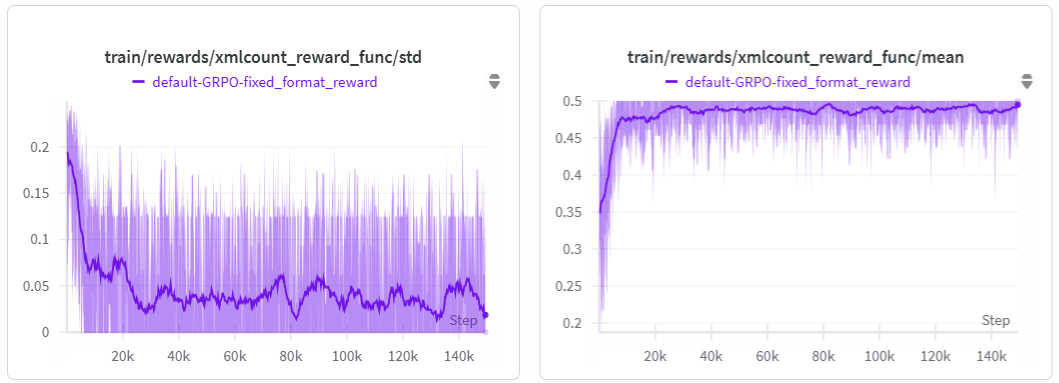 train/rewards/xmlcount_reward_func/std
default-GRPO-fixed_format_reward
0.2
0.15
0.1
0.05
0
Step
20k 40k 60k 80k 100k 120k 140k
train/rewards/xmlcount_reward_func/mean
default-GRPO-fixed_format_reward
0.5
0.45
0.4
0.35
0.3
0.25
0.2
Step
20k 40k 60k 80k 100k 120k 140k